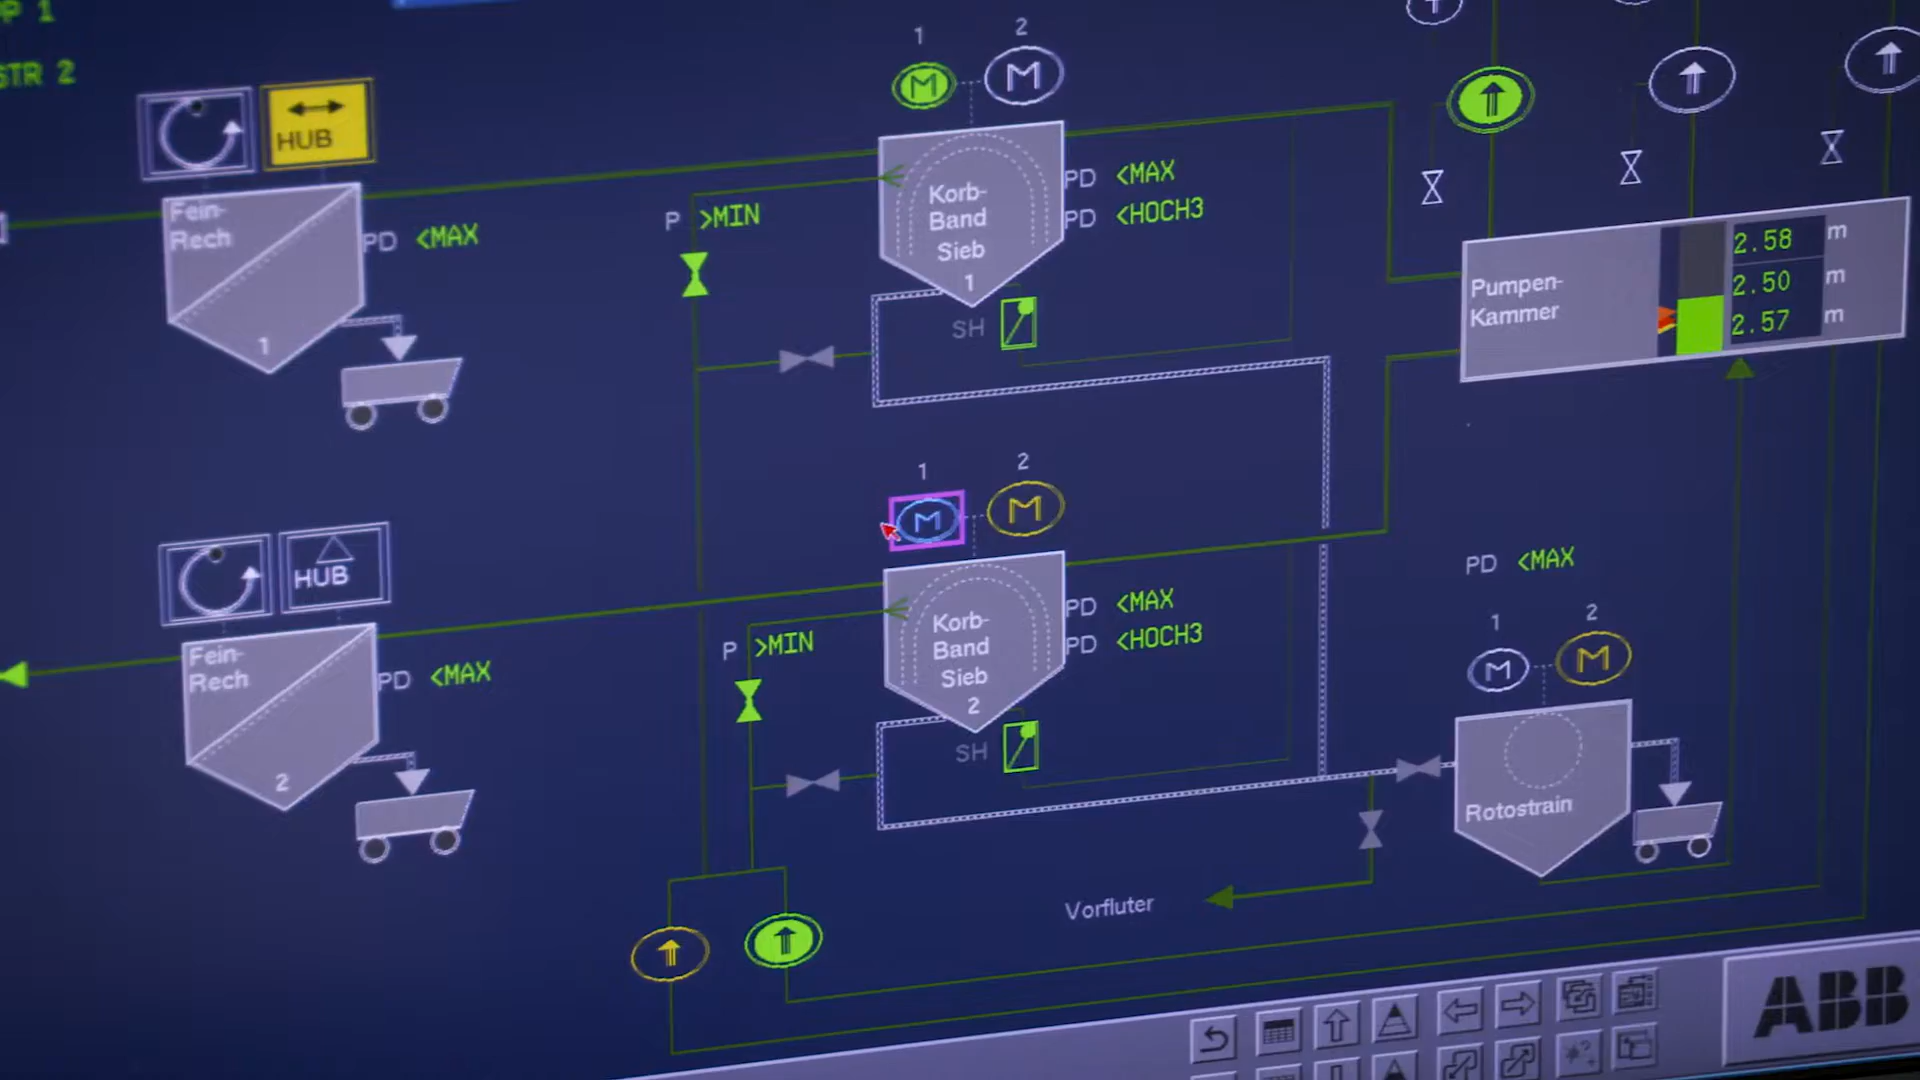 P 1
STR 2
HUB
Fein-
Rech
PD <MAX
1
1
2
M
M
Korb-
Band
Sieb
1
PD <MAX
PD <HOCH3
P >MIN
SH
Pumpen-
Kammer
2.58 m
2.50 m
2.57 m
HUB
Fein-
Rech
PD <MAX
2
1
2
M
M
Korb-
Band
Sieb
2
PD <MAX
PD <HOCH3
P >MIN
SH
PD <MAX
1
2
M
M
Rotostrain
Vorfluter
ABB